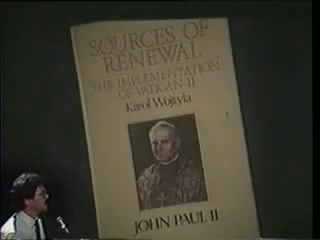 SOURCES OF
RENEWAL
THE IMPLEMENTATION
OF VATICAN II
Karol Wojtyla
JOHN PAUL II